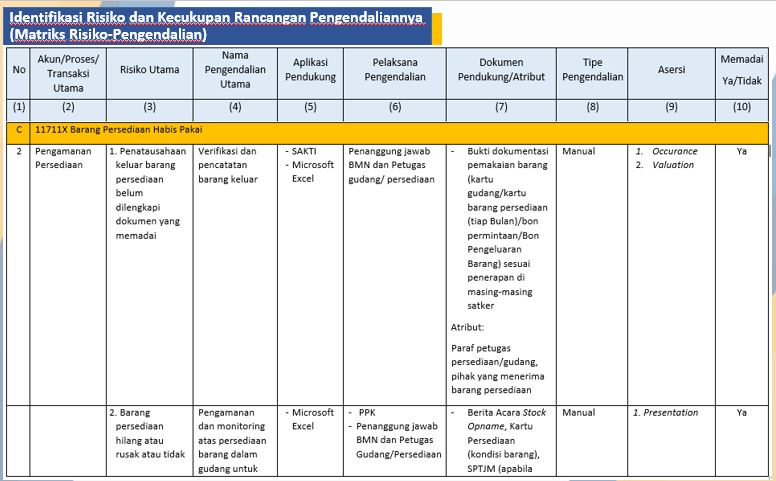 Identifikasi Risiko dan Kecukupan Rancangan Pengendaliannya
(Matriks Risiko-Pengendalian)
No
Akun/Proses/
Transaksi
Utama
Risiko Utama
Nama
Pengendalian
Utama
Aplikasi
Pendukung
Pelaksana
Pengendalian
Dokumen
Pendukung/Atribut
Tipe
Pengendalian
Asersi
Memadai
Ya/Tidak
(1)
(2)
(3)
(4)
(5)
(6)
(7)
(8)
(9)
(10)
C
11711X Barang Persediaan Habis Pakai
2
Pengamanan
Persediaan
1. Penatausahaan
keluar barang
persediaan
belum
dilengkapi
dokumen yang
memadai
Verifikasi dan
pencatatan
barang keluar
- SAKTI
- Microsoft
Excel
Penanggung jawab
BMN dan Petugas
gudang/ persediaan
- Bukti dokumentasi
pemakaian barang
(kartu
gudang/kartu
barang persediaan
(tiap Bulan)/bon
permintaan/Bon
Pengeluaran
Barang) sesuai
penerapan di
masing-masing
satker
Atribut:
Paraf petugas
persediaan/gudang,
pihak yang menerima
barang persediaan
Manual
1. Occurance
2. Valuation
Ya
2. Barang
persediaan
hilang atau
rusak atau tidak
Pengamanan
dan monitoring
atas persediaan
barang dalam
gudang untuk
- Microsoft
Excel
- PPK
- Penanggung jawab
BMN dan Petugas
Gudang/Persediaan
- Berita Acara Stock
Opname, Kartu
Persediaan
(kondisi barang),
SPTJM (apabila
Manual
1. Presentation
Ya